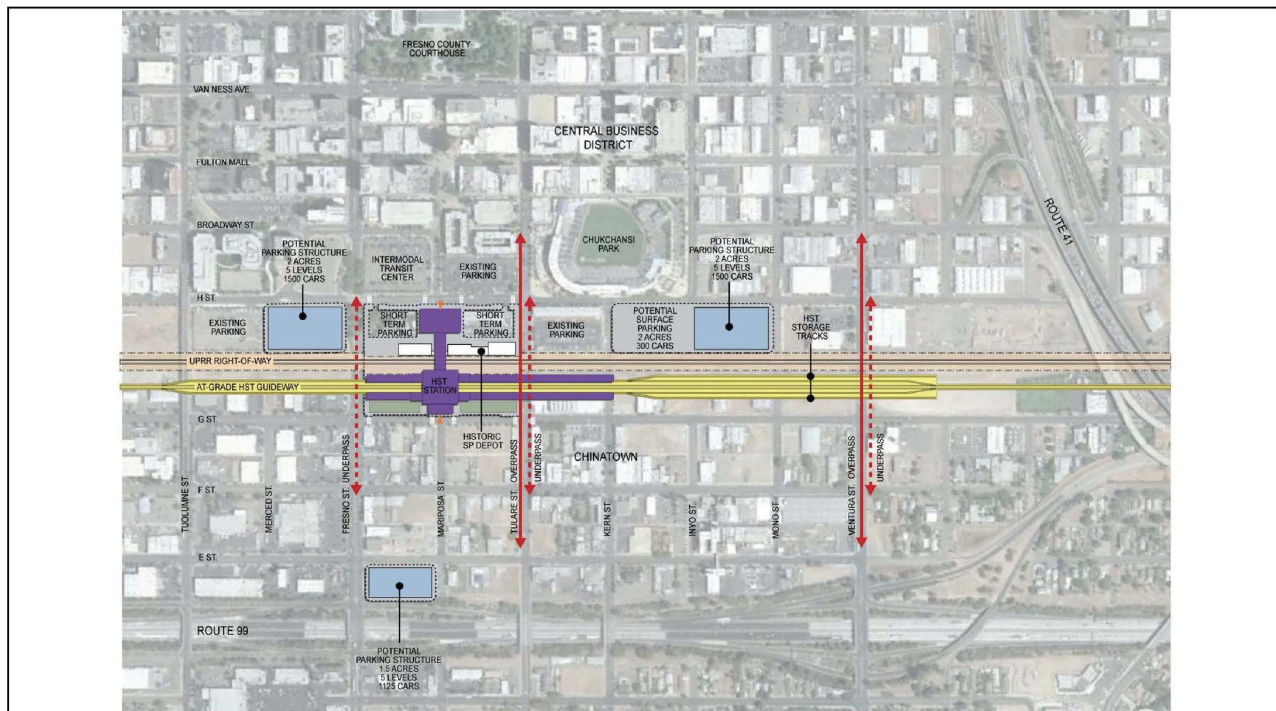 FRESNO COUNTY
COURTHOUSE
VAN NESS AVE
CENTRAL BUSINESS
DISTRICT
FULTON MALL
ROUTE 41
BROADWAY ST
POTENTIAL
PARKING STRUCTURE
2 ACRES
5 LEVELS
1500 CARS
INTERMODAL
TRANSIT
CENTER
EXISTING
PARKING
CHUKCHANSI
PARK
POTENTIAL
PARKING STRUCTURE
2 ACRES
5 LEVELS
1500 CARS
H ST
EXISTING
PARKING
SHORT
TERM
PARKING
SHORT
TERM
PARKING
EXISTING
PARKING
POTENTIAL
SURFACE
PARKING
2 ACRES
300 CARS
HST
STORAGE
TRACKS
UPRR RIGHT-OF-WAY
AT-GRADE HST GUIDEWAY
HST
STATION
G ST
HISTORIC
SP DEPOT
CHINATOWN
F ST
TUOLUMNE ST.
MERCED ST.
FRESNO ST. UNDERPASS
MARIPOSA ST
TULARE ST. OVERPASS
UNDERPASS
KERN ST.
INYO ST.
MONO ST.
VENTURA ST. OVERPASS
UNDERPASS
E ST
ROUTE 99
POTENTIAL
PARKING STRUCTURE
1.5 ACRES
5 LEVELS
1125 CARS